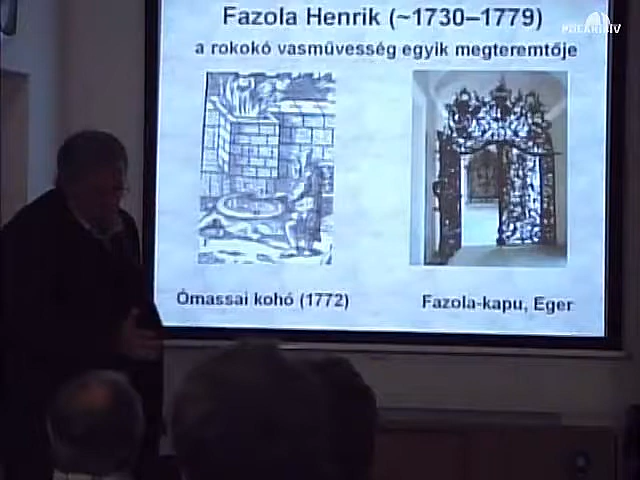 Fazola Henrik (~1730–1779)
a rokokó vasművesség egyik megteremtője
Ómassai kohó (1772)
Fazola-kapu, Eger